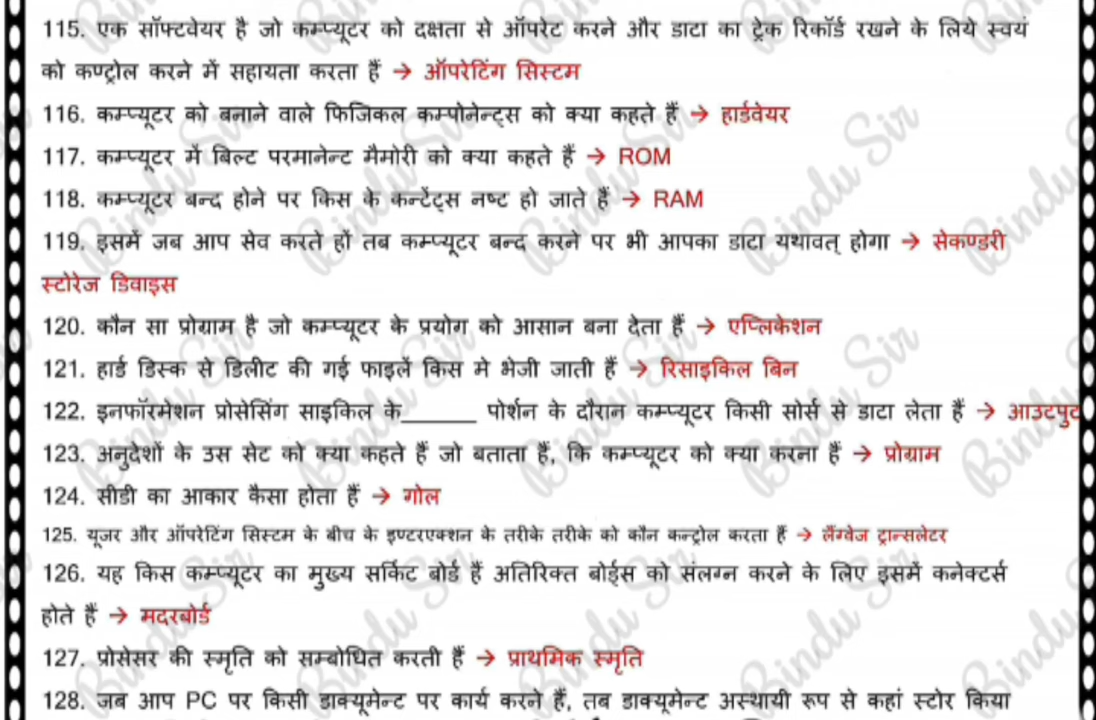 115. एक सॉफ्टवेयर है जो कम्प्यूटर को दक्षता से ऑपरेट करने और डाटा का ट्रेक रिकॉर्ड रखने के लिये स्वयं
को कण्ट्रोल करने में सहायता करता हैं → ऑपरेटिंग सिस्टम
116. कम्प्यूटर को बनाने वाले फिजिकल कम्पोनेन्ट्स को क्या कहते हैं → हार्डवेयर
117. कम्प्यूटर में बिल्ट परमानेन्ट मैमोरी को क्या कहते हैं → ROM
118. कम्प्यूटर बन्द होने पर किस के कन्टेंट्स नष्ट हो जाते हैं → RAM
119. इसमें जब आप सेव करते हों तब कम्प्यूटर बन्द करने पर भी आपका डाटा यथावत् होगा → सेकण्डरी
स्टोरेज डिवाइस
120. कौन सा प्रोग्राम है जो कम्प्यूटर के प्रयोग को आसान बना देता हैं → एप्लिकेशन
121. हार्ड डिस्क से डिलीट की गई फाइलें किस मे भेजी जाती हैं → रिसाइकिल बिन
122. इनफॉरमेशन प्रोसेसिंग साइकिल के______ पोर्शन के दौरान कम्प्यूटर किसी सोर्स से डाटा लेता हैं → आउटपुट
123. अनुदेशों के उस सेट को क्या कहते हैं जो बताता हैं, कि कम्प्यूटर को क्या करना हैं → प्रोग्राम
124. सीडी का आकार कैसा होता हैं → गोल
125. यूजर और ऑपरेटिंग सिस्टम के बीच के इण्टरएक्शन के तरीके तरीके को कौन कन्ट्रोल करता हैं → लैंग्वेज ट्रान्सलेटर
126. यह किस कम्प्यूटर का मुख्य सर्किट बोर्ड हैं अतिरिक्त बोर्ड्स को संलग्न करने के लिए इसमें कनेक्टर्स
होते हैं → मदरबोर्ड
127. प्रोसेसर की स्मृति को सम्बोधित करती हैं → प्राथमिक स्मृति
128. जब आप PC पर किसी डाक्यूमेन्ट पर कार्य करने हैं, तब डाक्यूमेन्ट अस्थायी रूप से कहां स्टोर किया
Bindu Sir